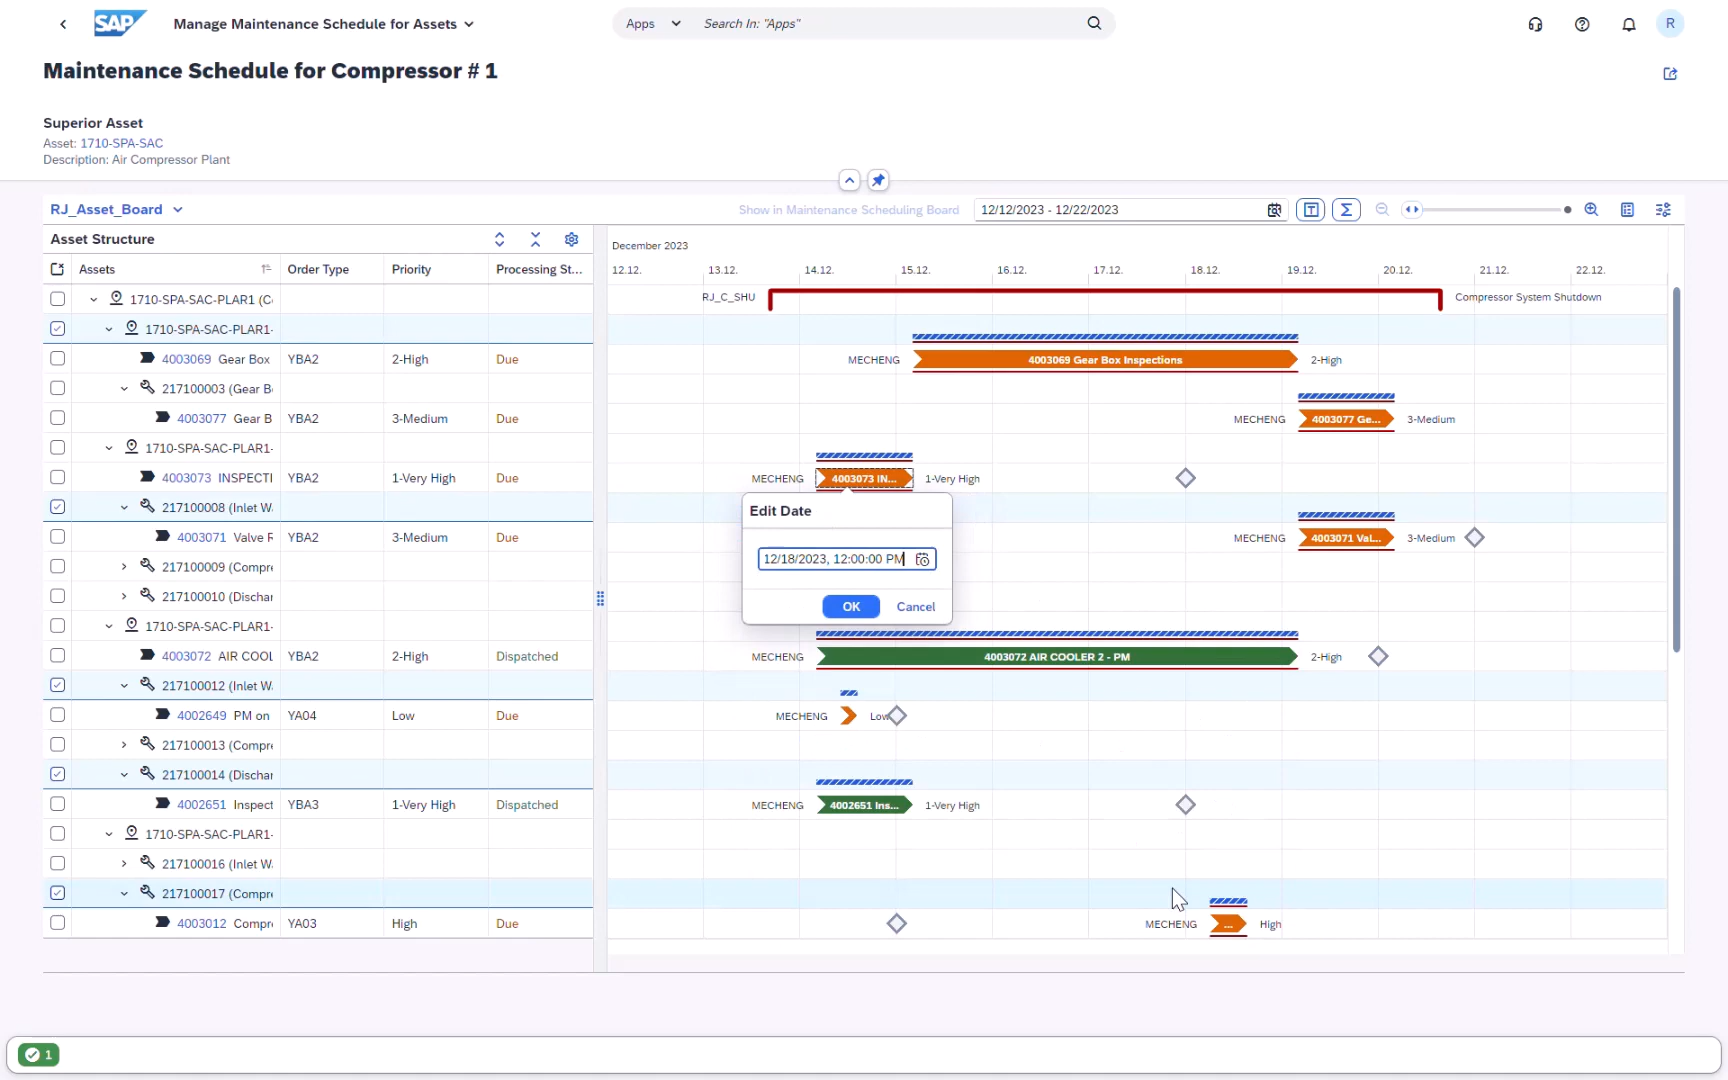 SAP Manage Maintenance Schedule for Assets
Apps Search In: "Apps"
R
Maintenance Schedule for Compressor # 1
Superior Asset
Asset: 1710-SPA-SAC
Description: Air Compressor Plant
RJ_Asset_Board
Show in Maintenance Scheduling Board
12/12/2023 - 12/22/2023
Asset Structure
December 2023
Assets Order Type Priority Processing St...
12.12. 13.12. 14.12. 15.12. 16.12. 17.12. 18.12. 19.12. 20.12. 21.12. 22.12.
1710-SPA-SAC-PLAR1 (C
RJ_C_SHU Compressor System Shutdown
1710-SPA-SAC-PLAR1-
4003069 Gear Box YBA2 2-High Due
MECHENG 4003069 Gear Box Inspections 2-High
217100003 (Gear B
4003077 Gear B YBA2 3-Medium Due
MECHENG 4003077 Ge... 3-Medium
1710-SPA-SAC-PLAR1-
4003073 INSPECTI YBA2 1-Very High Due
MECHENG 4003073 IN... 1-Very High
217100008 (Inlet W
Edit Date
4003071 Valve R YBA2 3-Medium Due
MECHENG 4003071 Val... 3-Medium
12/18/2023, 12:00:00 PM
217100009 (Compre
217100010 (Dischar
OK Cancel
1710-SPA-SAC-PLAR1-
4003072 AIR COOL YBA2 2-High Dispatched
MECHENG 4003072 AIR COOLER 2 - PM 2-High
217100012 (Inlet W
4002649 PM on YA04 Low Due
MECHENG Low
217100013 (Compre
217100014 (Dischar
4002651 Inspect YBA3 1-Very High Dispatched
MECHENG 4002651 Ins... 1-Very High
1710-SPA-SAC-PLAR1-
217100016 (Inlet W
217100017 (Compre
4003012 Compr YA03 High Due
MECHENG ... High
1